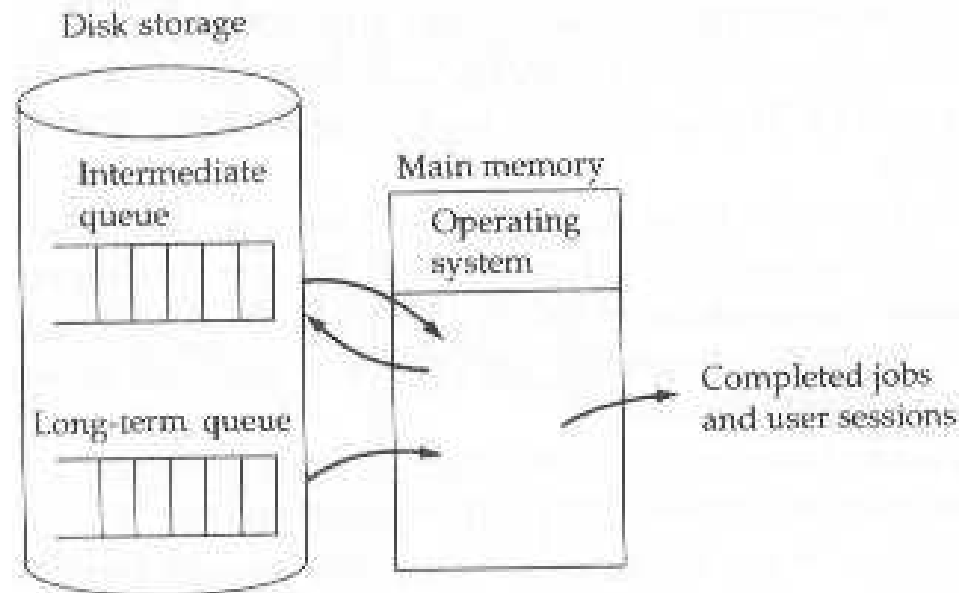 Disk storage
Intermediate
queue
Main memory
Operating
system
Completed jobs
and user sessions
Long-term queue